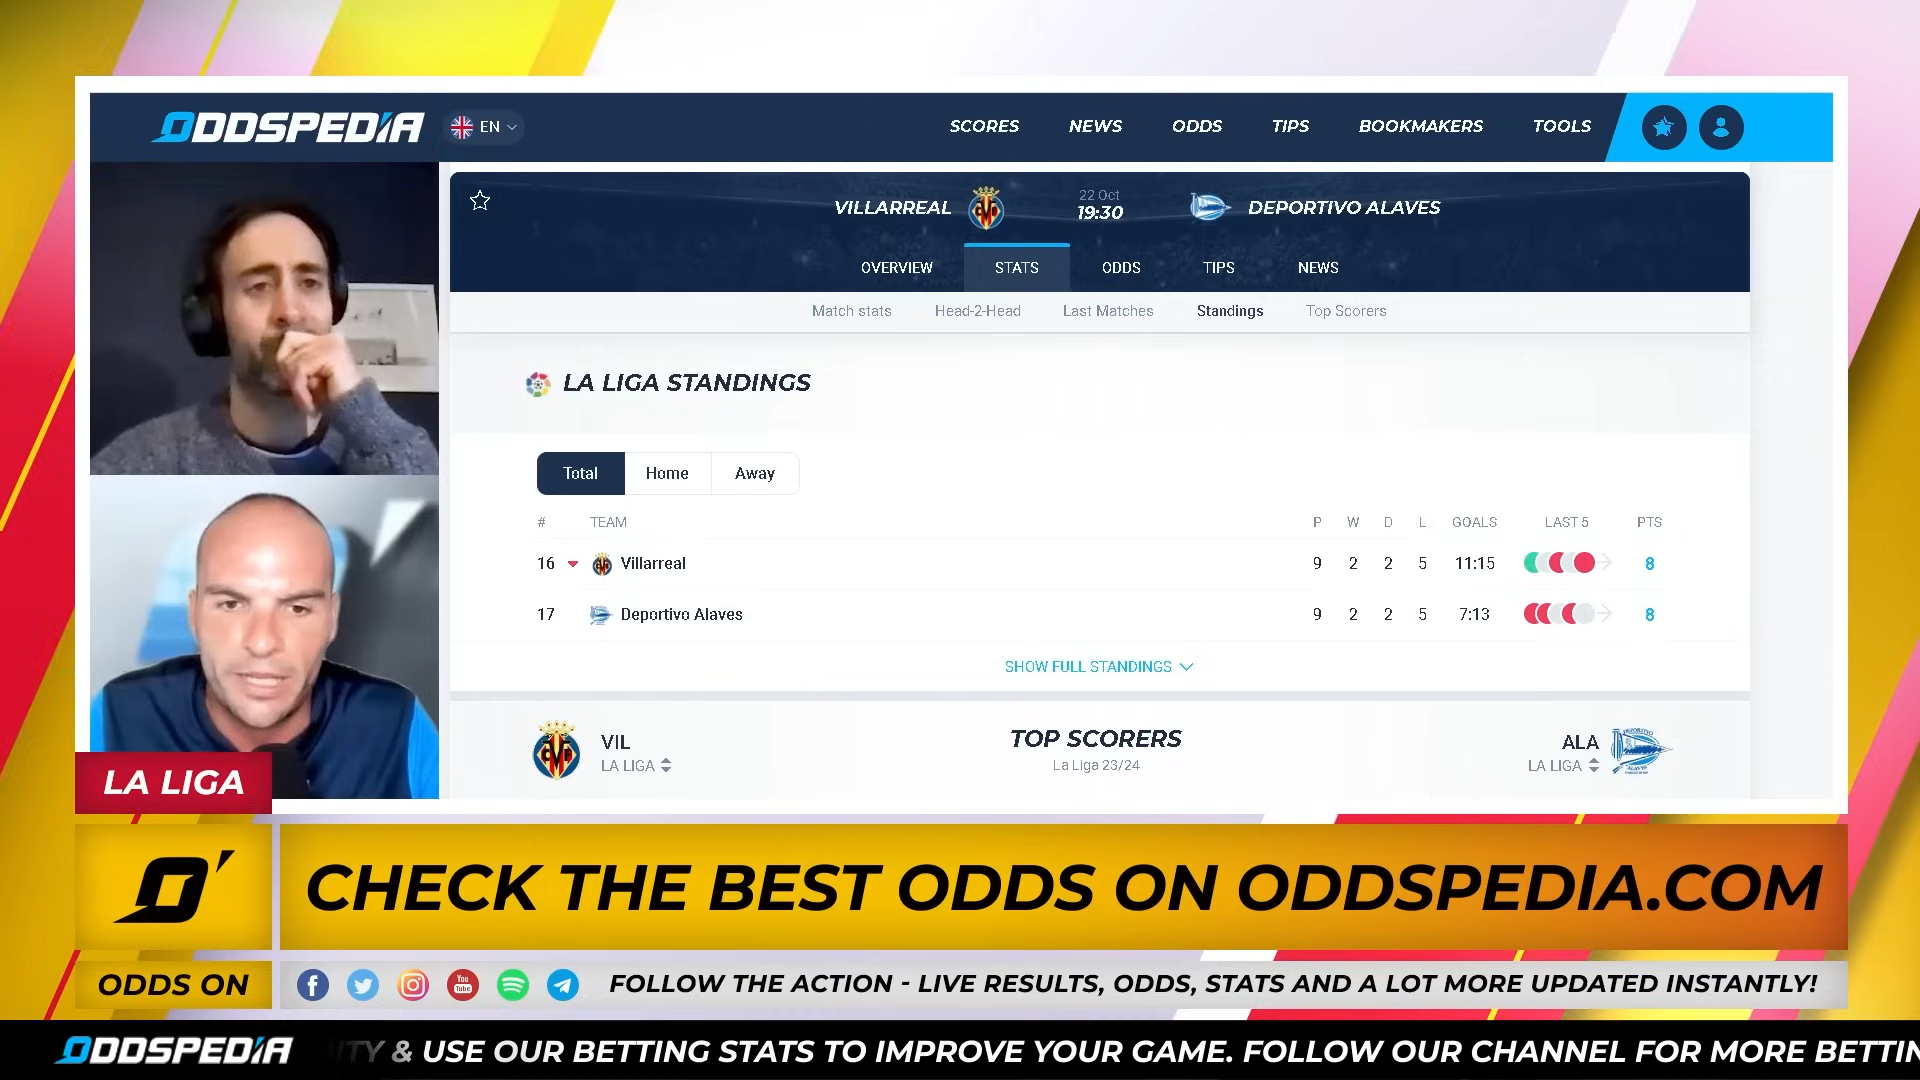 ODDSPEDIA
EN
SCORES NEWS ODDS TIPS BOOKMAKERS TOOLS
VILLARREAL 22 Oct 19:30 DEPORTIVO ALAVES
OVERVIEW STATS ODDS TIPS NEWS
Match stats Head-2-Head Last Matches Standings Top Scorers
LA LIGA STANDINGS
Total Home Away
# TEAM P W D L GOALS LAST 5 PTS
16 Villarreal 9 2 2 5 11:15 8
17 Deportivo Alaves 9 2 2 5 7:13 8
SHOW FULL STANDINGS
VIL TOP SCORERS ALA
LA LIGA La Liga 23/24 LA LIGA
LA LIGA
CHECK THE BEST ODDS ON ODDSPEDIA.COM
ODDS ON FOLLOW THE ACTION - LIVE RESULTS, ODDS, STATS AND A LOT MORE UPDATED INSTANTLY!
ODDSPEDIA & USE OUR BETTING STATS TO IMPROVE YOUR GAME. FOLLOW OUR CHANNEL FOR MORE